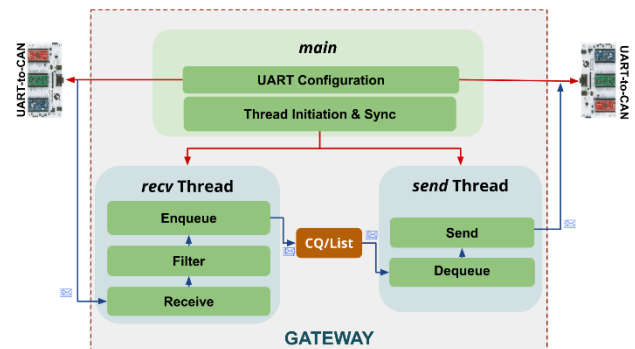 main
UART-to-CAN
UART Configuration
UART-to-CAN
Thread Initiation & Sync
recv Thread
send Thread
Enqueue
CQ/List
Send
Filter
Dequeue
Receive
GATEWAY